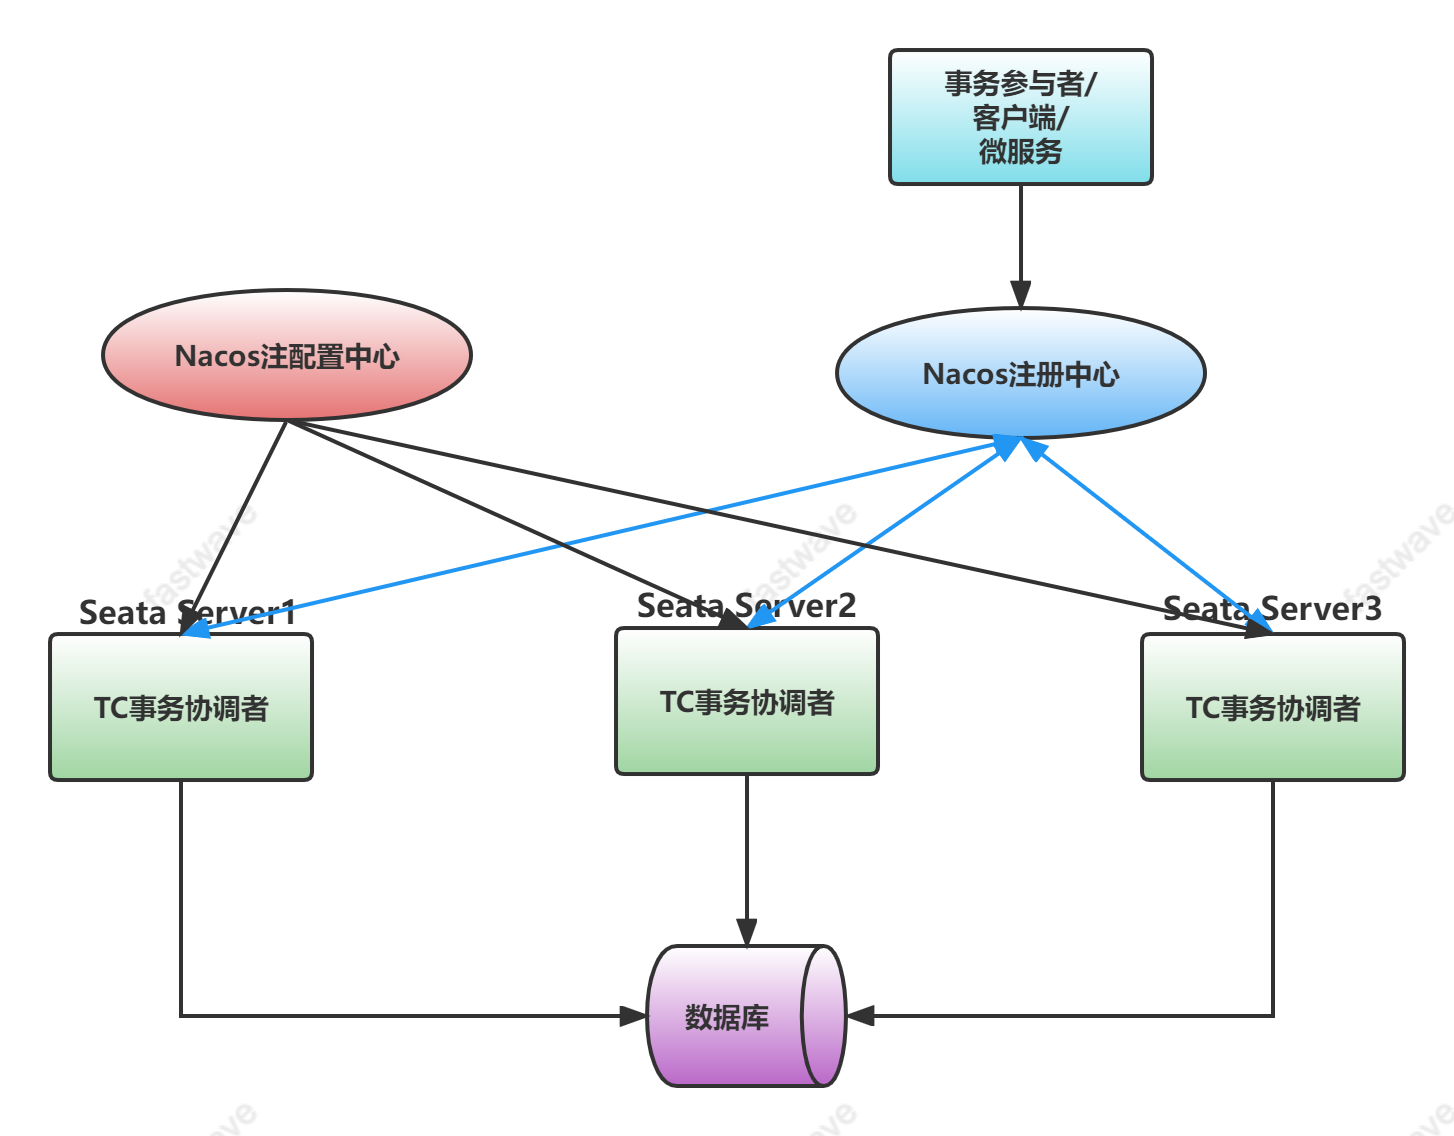 事务参与者/
客户端/
微服务
Nacos注配置中心
Nacos注册中心
fastwave
fastwave
fastwave
Seata Server1
Seata Server2
Seata Server3
TC事务协调者
TC事务协调者
TC事务协调者
数据库